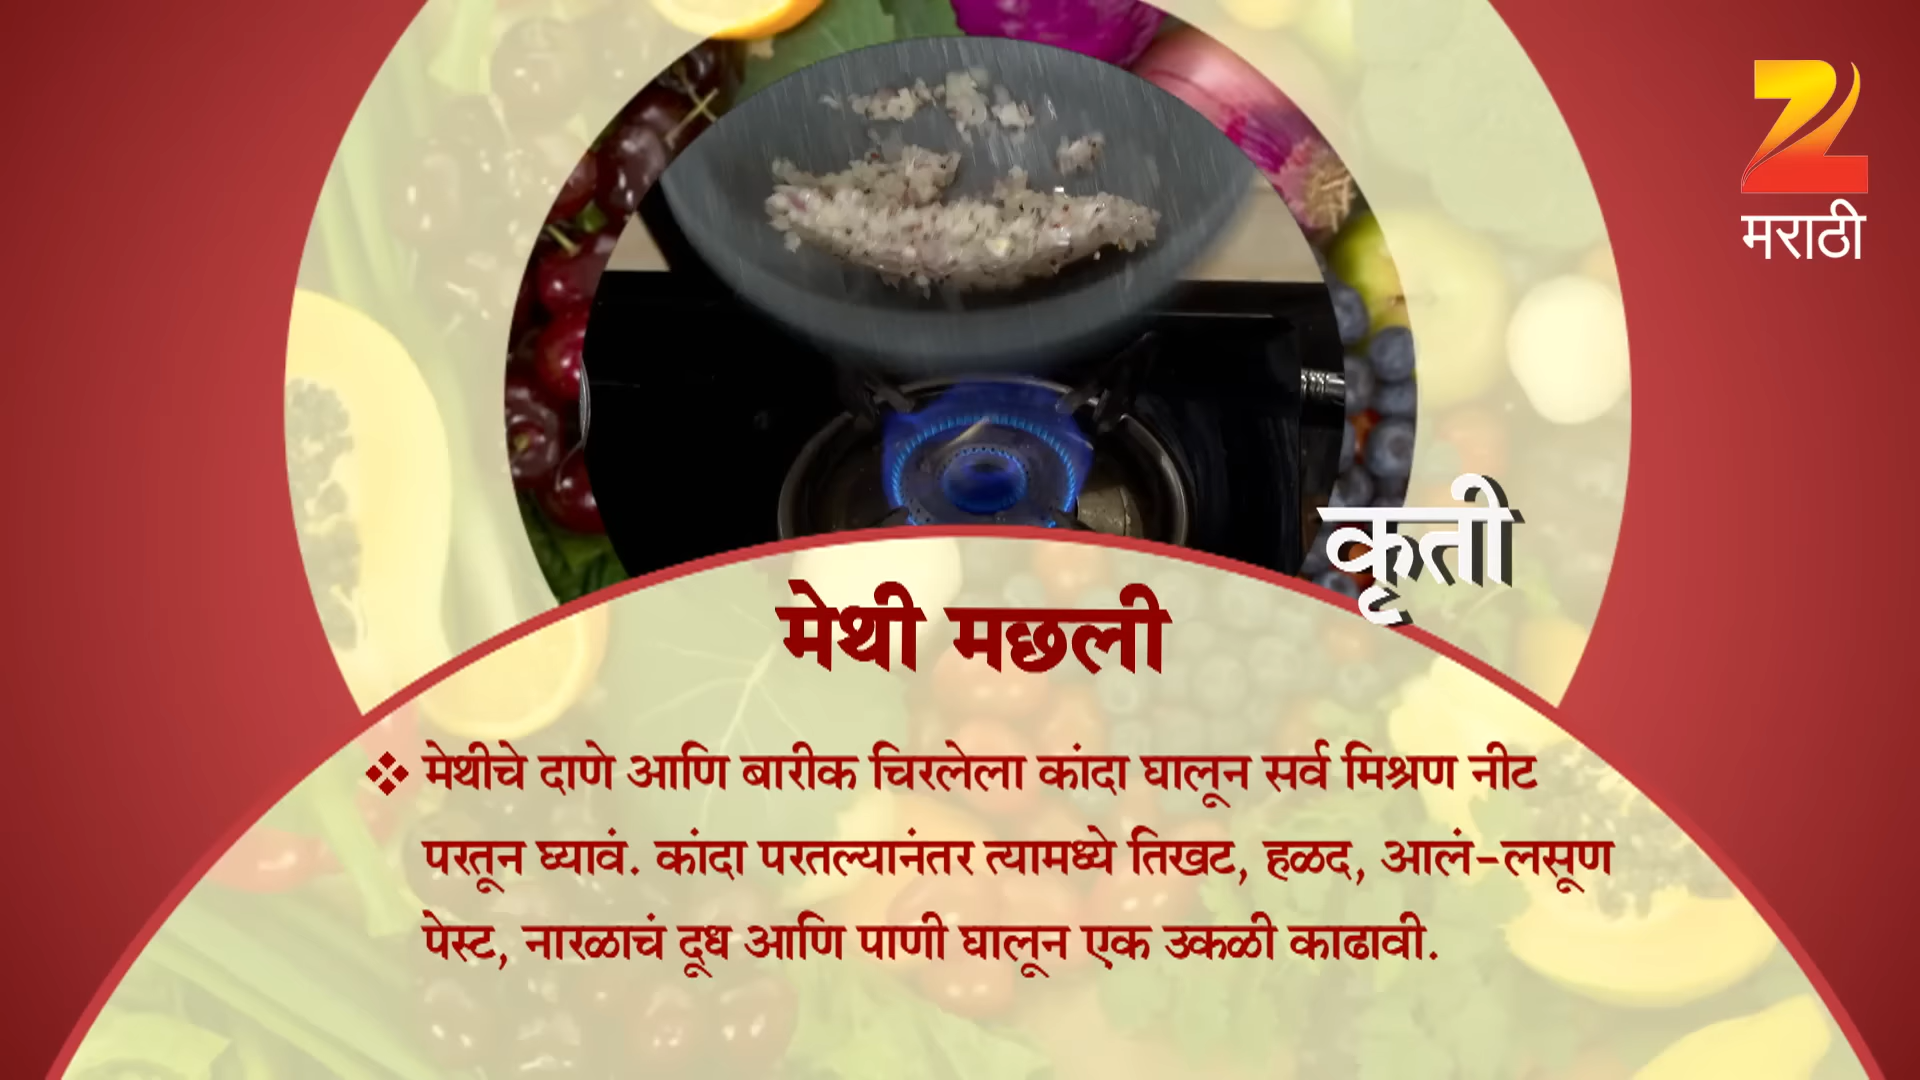 मराठी
कृती
मेथी मछली
❖ मेथीचे दाणे आणि बारीक चिरलेला कांदा घालून सर्व मिश्रण नीट
परतून घ्यावं. कांदा परतल्यानंतर त्यामध्ये तिखट, हळद, आलं-लसूण
पेस्ट, नारळाचं दूध आणि पाणी घालून एक उकळी काढावी.